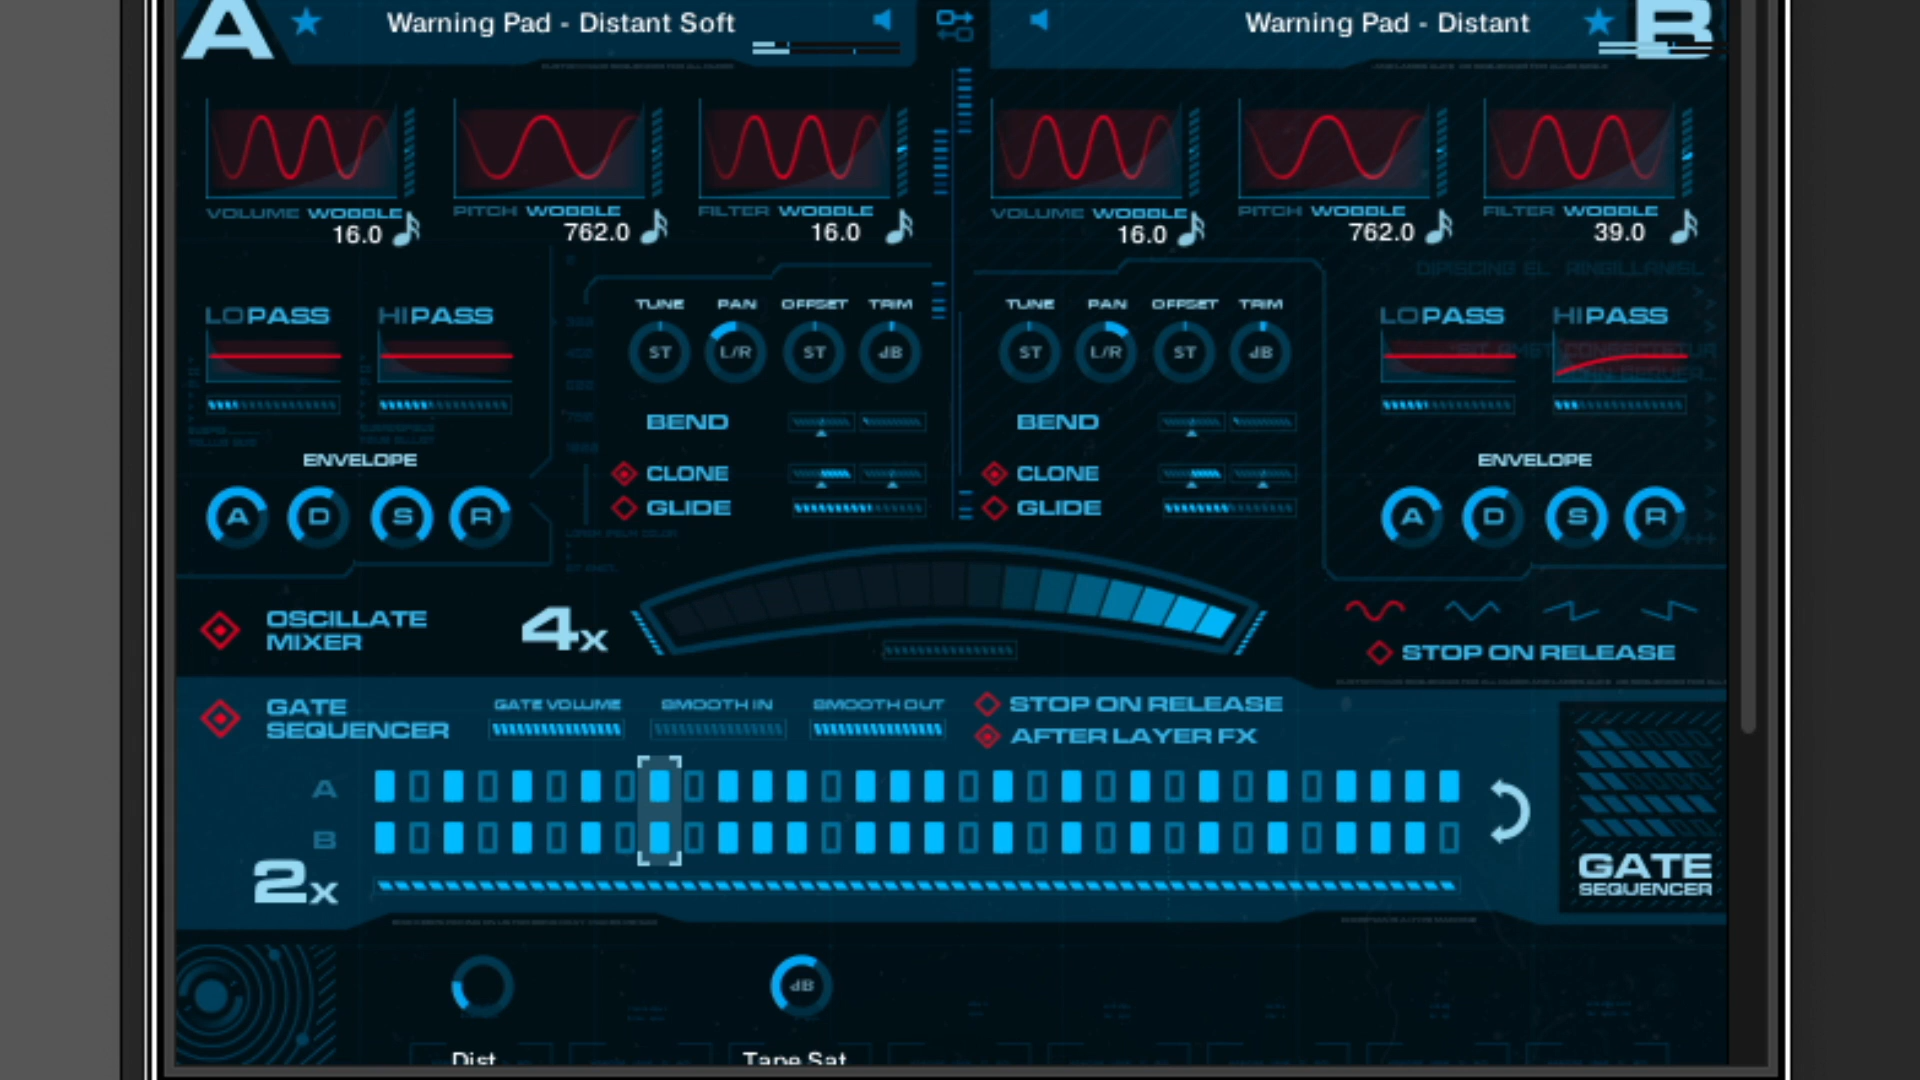 A Warning Pad - Distant Soft Warning Pad - Distant B
VOLUME WOBBLE PITCH WOBBLE FILTER WOBBLE VOLUME WOBBLE PITCH WOBBLE FILTER WOBBLE
16.0 762.0 16.0 16.0 762.0 39.0
LOPASS HIPASS TUNE PAN OFFSET TRIM TUNE PAN OFFSET TRIM LOPASS HIPASS
ST L/R ST dB ST L/R ST dB
BEND BEND
ENVELOPE CLONE CLONE ENVELOPE
A D S R GLIDE GLIDE A D S R
OSCILLATE
MIXER
4x
STOP ON RELEASE
GATE
SEQUENCER
GATE VOLUME SMOOTH IN SMOOTH OUT STOP ON RELEASE
AFTER LAYER FX
A
B
2x
GATE
SEQUENCER
dB
Dist Tape Sat